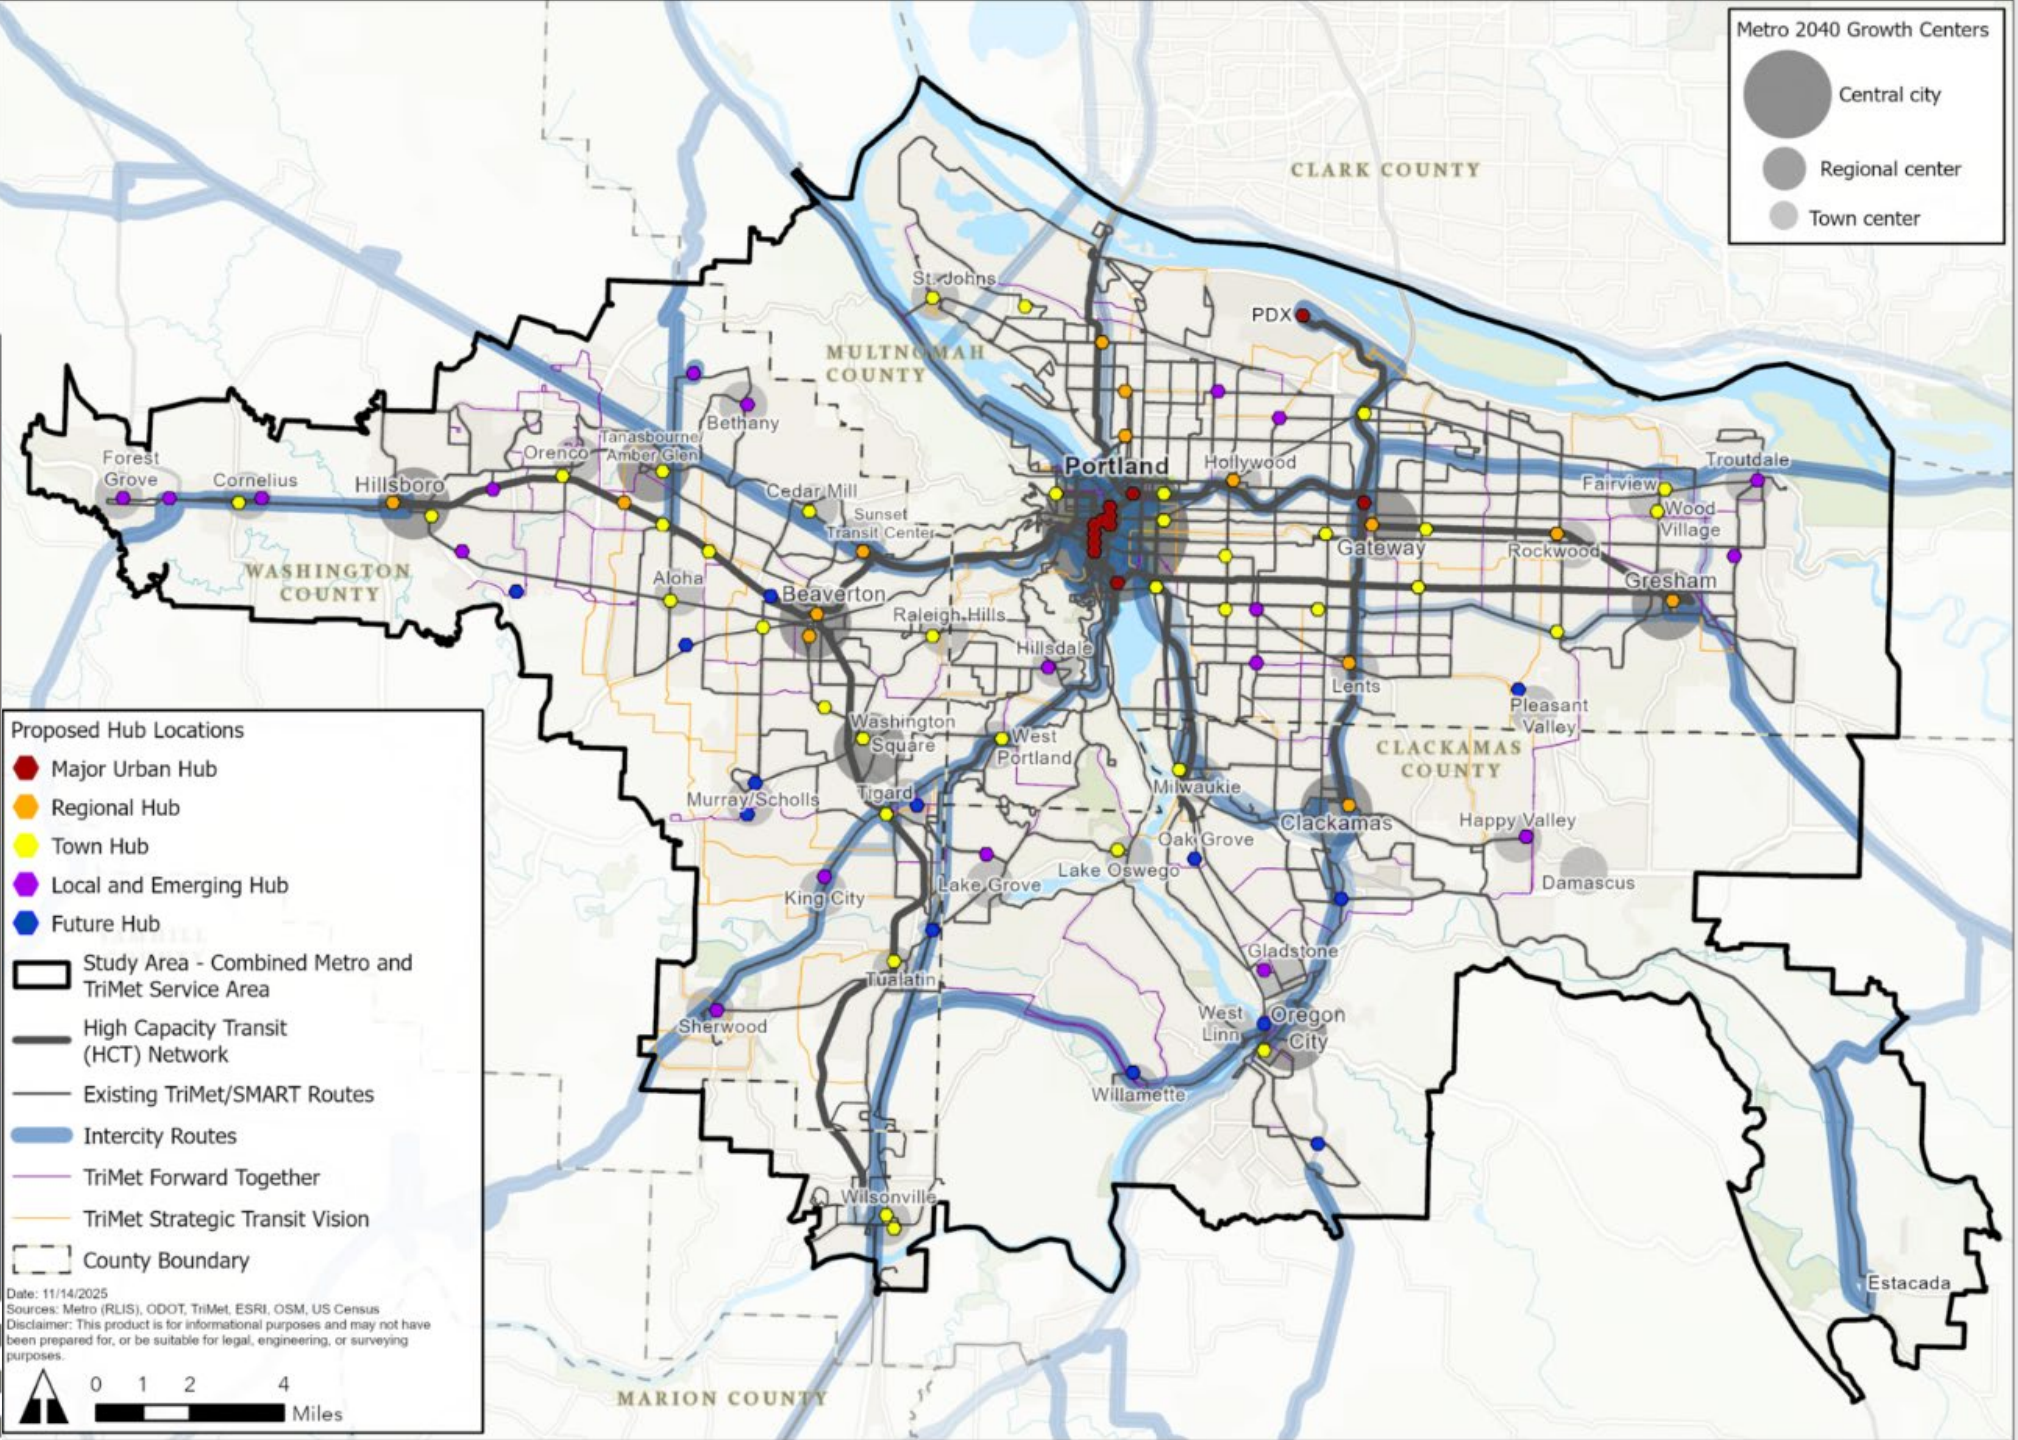 Metro 2040 Growth Centers
Central city
Regional center
Town center
CLARK COUNTY
St. Johns
PDX
MULTNOMAH
COUNTY
Bethany
Tanasbourne/
Amber Glen
Orenco
Portland
Hollywood
Troutdale
Forest
Grove
Cornelius
Hillsboro
Cedar Mill
Sunset
Transit Center
Fairview
Wood
Village
Gateway
Rockwood
WASHINGTON
COUNTY
Aloha
Beaverton
Gresham
Raleigh Hills
Hillsdale
Lents
Pleasant
Valley
Washington
Square
West
Portland
CLACKAMAS
COUNTY
Murray/Scholls
Tigard
Milwaukie
Clackamas
Happy Valley
Oak Grove
Lake Oswego
Damascus
King City
Lake Grove
Gladstone
Tualatin
Sherwood
West
Linn
Oregon
City
Willamette
Wilsonville
Estacada
MARION COUNTY
Proposed Hub Locations
Major Urban Hub
Regional Hub
Town Hub
Local and Emerging Hub
Future Hub
Study Area - Combined Metro and
TriMet Service Area
High Capacity Transit
(HCT) Network
Existing TriMet/SMART Routes
Intercity Routes
TriMet Forward Together
TriMet Strategic Transit Vision
County Boundary
Date: 11/14/2025
Sources: Metro (RLIS), ODOT, TriMet, ESRI, OSM, US Census
Disclaimer: This product is for informational purposes and may not have
been prepared for, or be suitable for legal, engineering, or surveying
purposes.
0 1 2 4
Miles